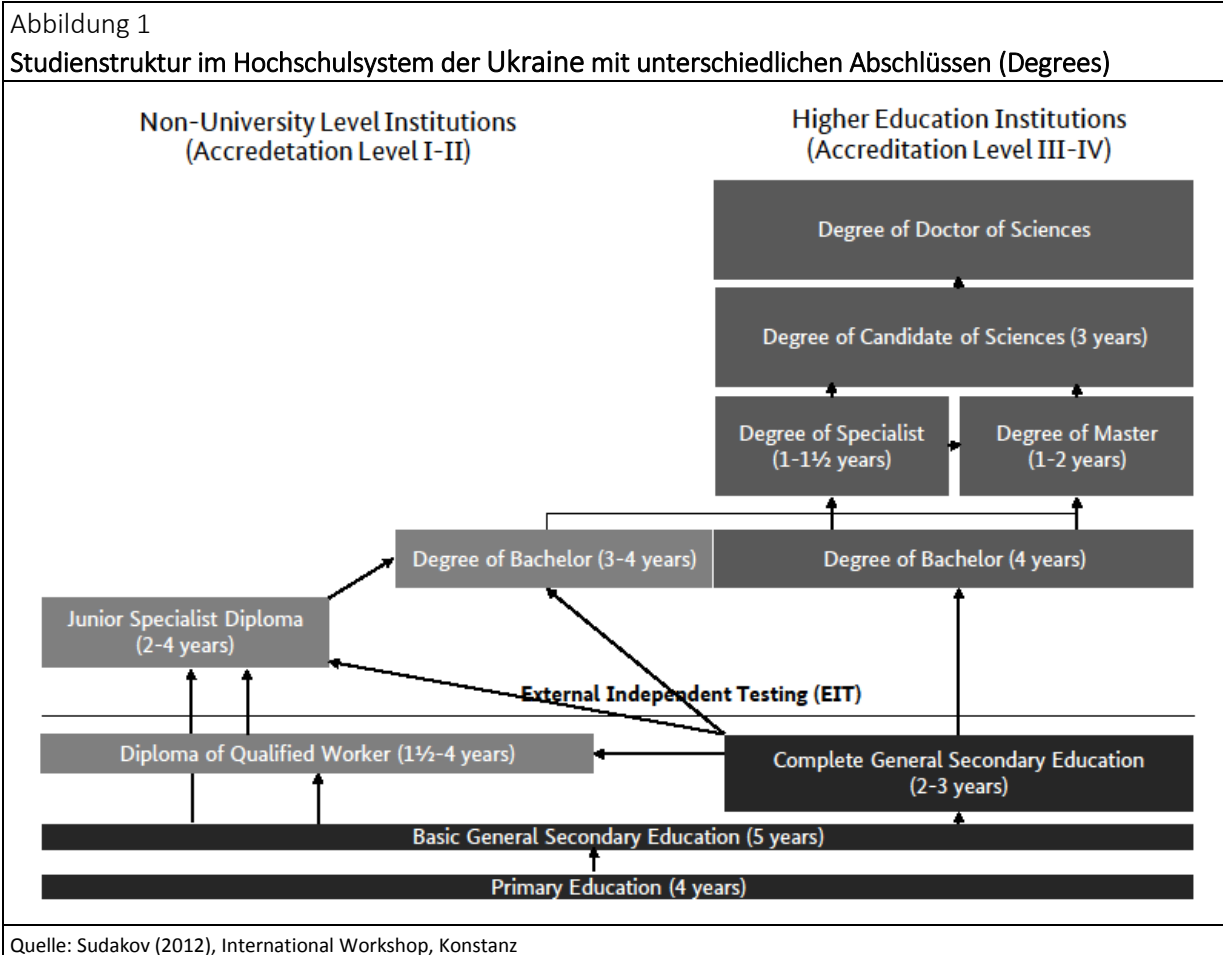 Abbildung 1
Studienstruktur im Hochschulsystem der Ukraine mit unterschiedlichen Abschlüssen (Degrees)
Non-University Level Institutions
(Accredetation Level I-II)
Higher Education Institutions
(Accreditation Level III-IV)
Degree of Doctor of Sciences
Degree of Candidate of Sciences (3 years)
Degree of Specialist
(1-1½ years)
Degree of Master
(1-2 years)
Degree of Bachelor (3-4 years)
Degree of Bachelor (4 years)
Junior Specialist Diploma
(2-4 years)
External Independent Testing (EIT)
Diploma of Qualified Worker (1½-4 years)
Complete General Secondary Education
(2-3 years)
Basic General Secondary Education (5 years)
Primary Education (4 years)
Quelle: Sudakov (2012), International Workshop, Konstanz